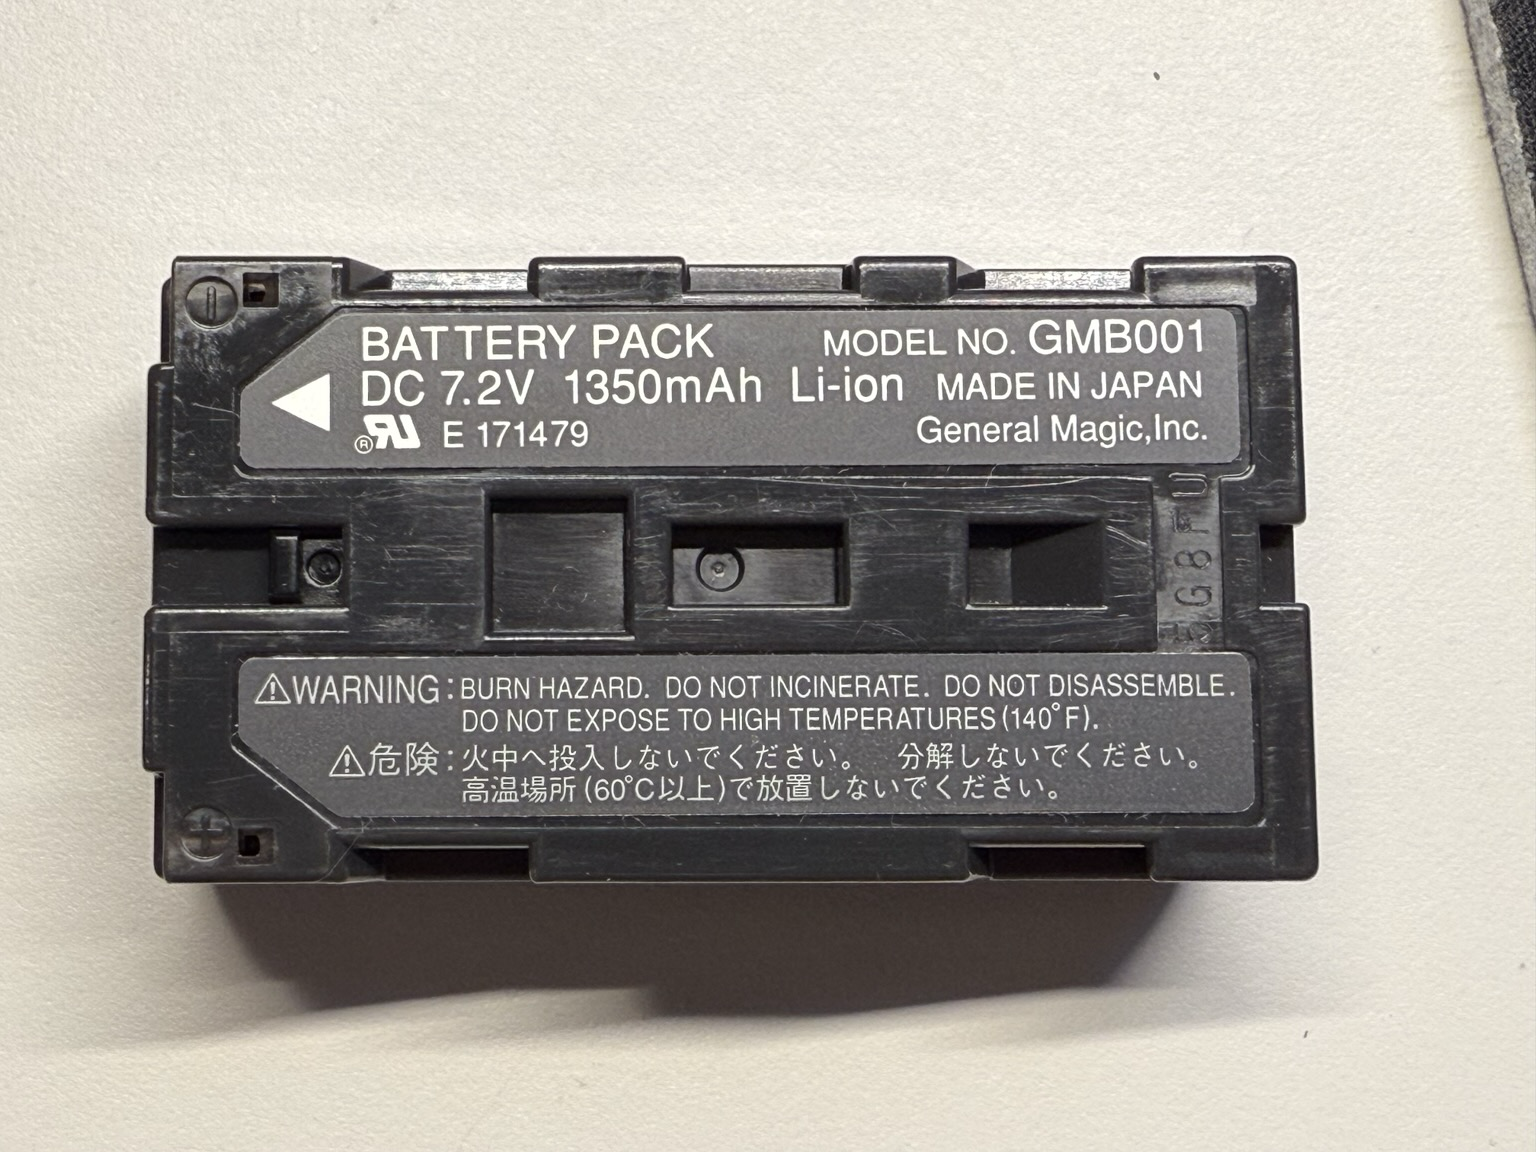 BATTERY PACK MODEL NO. GMB001
DC 7.2V 1350mAh Li-ion MADE IN JAPAN
® E 171479 General Magic,Inc.
G8F
⚠WARNING: BURN HAZARD. DO NOT INCINERATE. DO NOT DISASSEMBLE.
DO NOT EXPOSE TO HIGH TEMPERATURES (140°F).
⚠危険: 火中へ投入しないでください。 分解しないでください。
高温場所 (60°C以上)で放置しないでください。